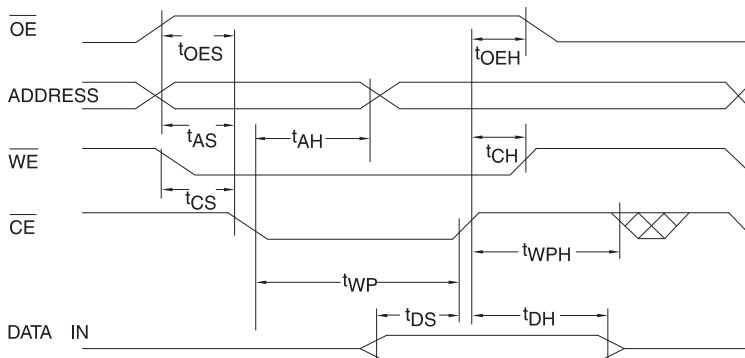 OE
tOES
tOEH
ADDRESS
tAS
tAH
tCH
WE
tCS
CE
tWPH
tWP
tDS
tDH
DATA IN